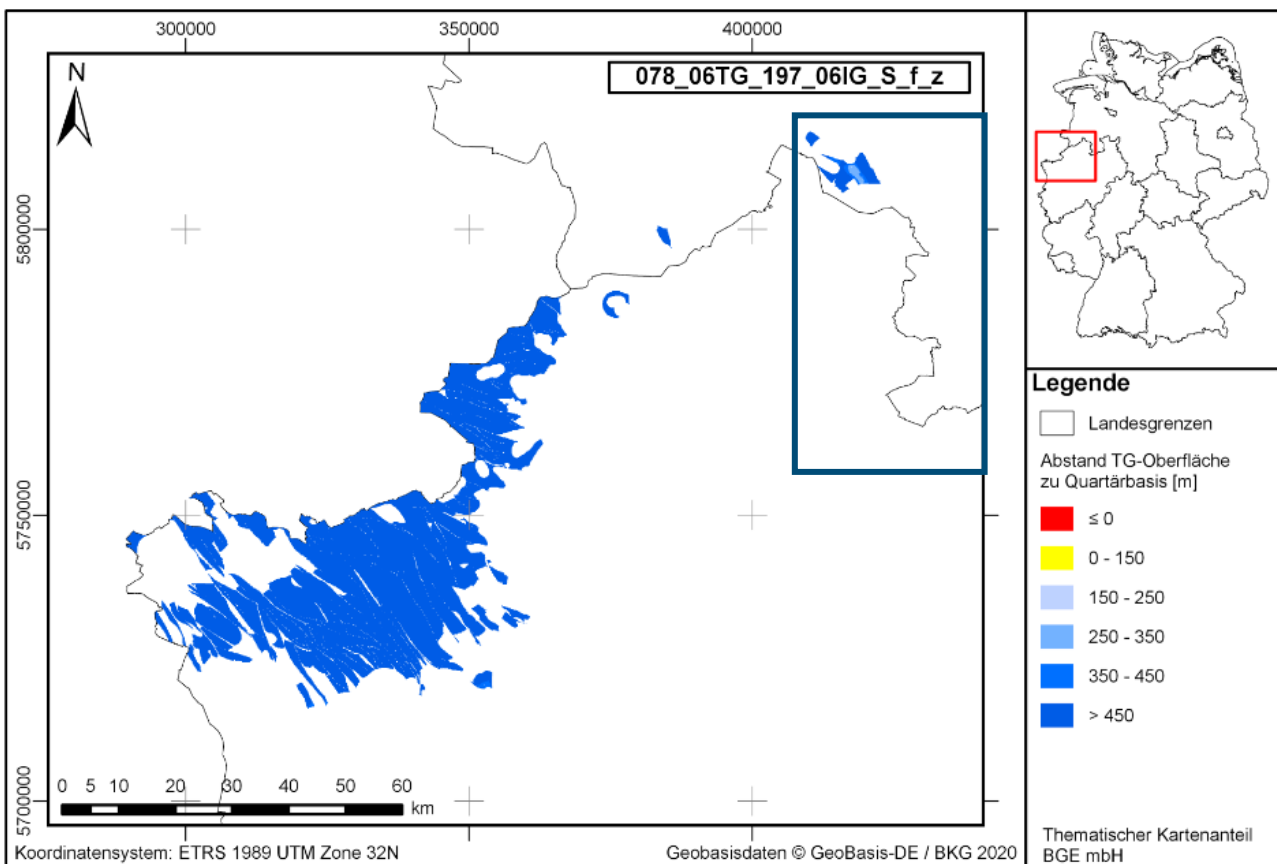 300000 350000 400000
N
078_06TG_197_06IG_S_f_z
5800000
5750000
5700000
0 5 10 20 30 40 50 60
km
Koordinatensystem: ETRS 1989 UTM Zone 32N
Geobasisdaten © GeoBasis-DE / BKG 2020
Legende
Landesgrenzen
Abstand TG-Oberfläche
zu Quartärbasis [m]
≤ 0
0 - 150
150 - 250
250 - 350
350 - 450
> 450
Thematischer Kartenanteil
BGE mbH